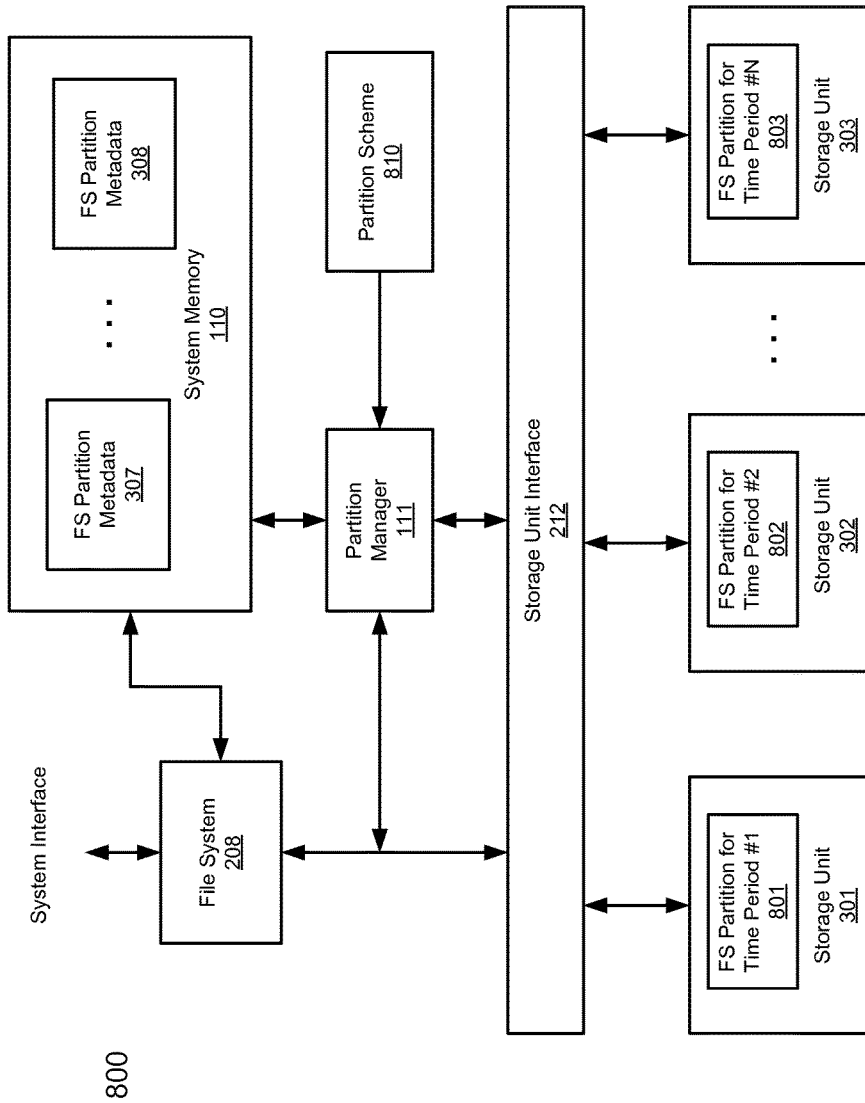 800
System Interface
File System
208
FS Partition
Metadata
307
. . .
FS Partition
Metadata
308
System Memory
110
Partition
Manager
111
Partition Scheme
810
Storage Unit Interface
212
FS Partition for
Time Period #1
801
Storage Unit
301
FS Partition for
Time Period #2
802
Storage Unit
302
. . .
FS Partition for
Time Period #N
803
Storage Unit
303